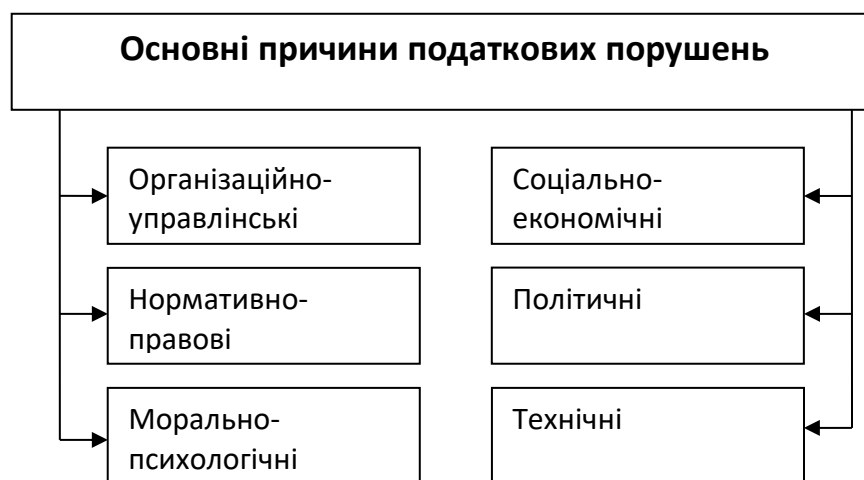 Основні причини податкових порушень
Організаційно-
управлінські
Соціально-
економічні
Нормативно-
правові
Політичні
Морально-
психологічні
Технічні